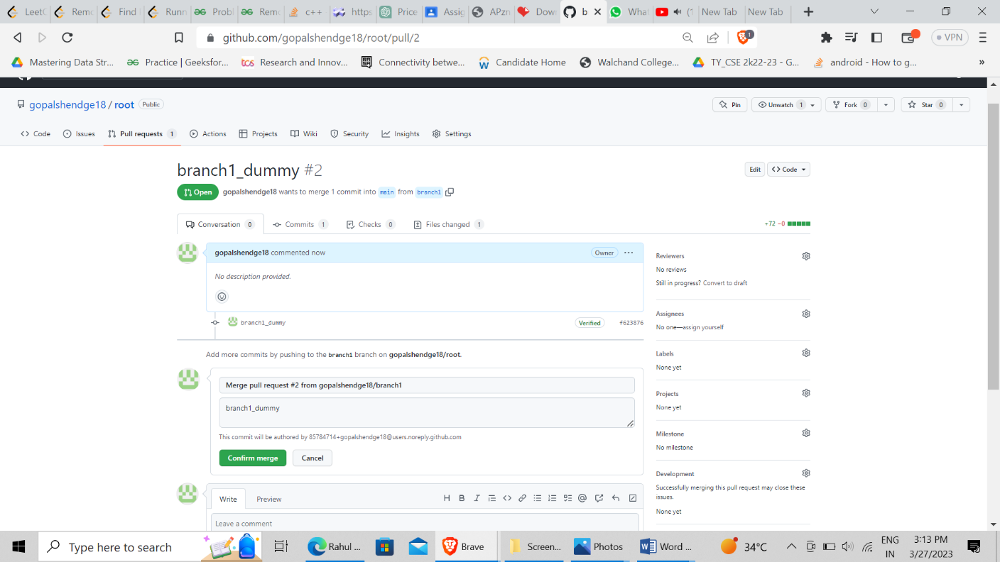 LeetC
Remo
Find
Runn
Probl
Remo
c++
https
Price
Assig
APzn
Dow
b
What
(1
New Tab
New Tab
github.com/gopalshendge18/root/pull/2
1
VPN
Mastering Data Str...
Practice | Geeksfor...
tcs Research and Innov...
Connectivity betwe...
Candidate Home
Walchand College...
TY_CSE 2k22-23 - G...
android - How to g...
»
gopalshendge18 / root Public
Pin
Unwatch 1
Fork 0
Star 0
Code
Issues
Pull requests 1
Actions
Projects
Wiki
Security
Insights
Settings
branch1_dummy #2
Edit
<> Code
Open gopalshendge18 wants to merge 1 commit into main from branch1
Conversation 0
Commits 1
Checks 0
Files changed 1
+72 −0
gopalshendge18 commented now
Owner
No description provided.
branch1_dummy
Verified
f623876
Add more commits by pushing to the branch1 branch on gopalshendge18/root.
Merge pull request #2 from gopalshendge18/branch1
branch1_dummy
This commit will be authored by 85784714+gopalshendge18@users.noreply.github.com
Confirm merge
Cancel
Write
Preview
H B I
Leave a comment
Reviewers
No reviews
Still in progress? Convert to draft
Assignees
No one—assign yourself
Labels
None yet
Projects
None yet
Milestone
No milestone
Development
Successfully merging this pull request may close these
issues.
None yet
Type here to search
Rahul ...
Brave
Screen...
Photos
Word ...
34°C
ENG
IN
3:13 PM
3/27/2023